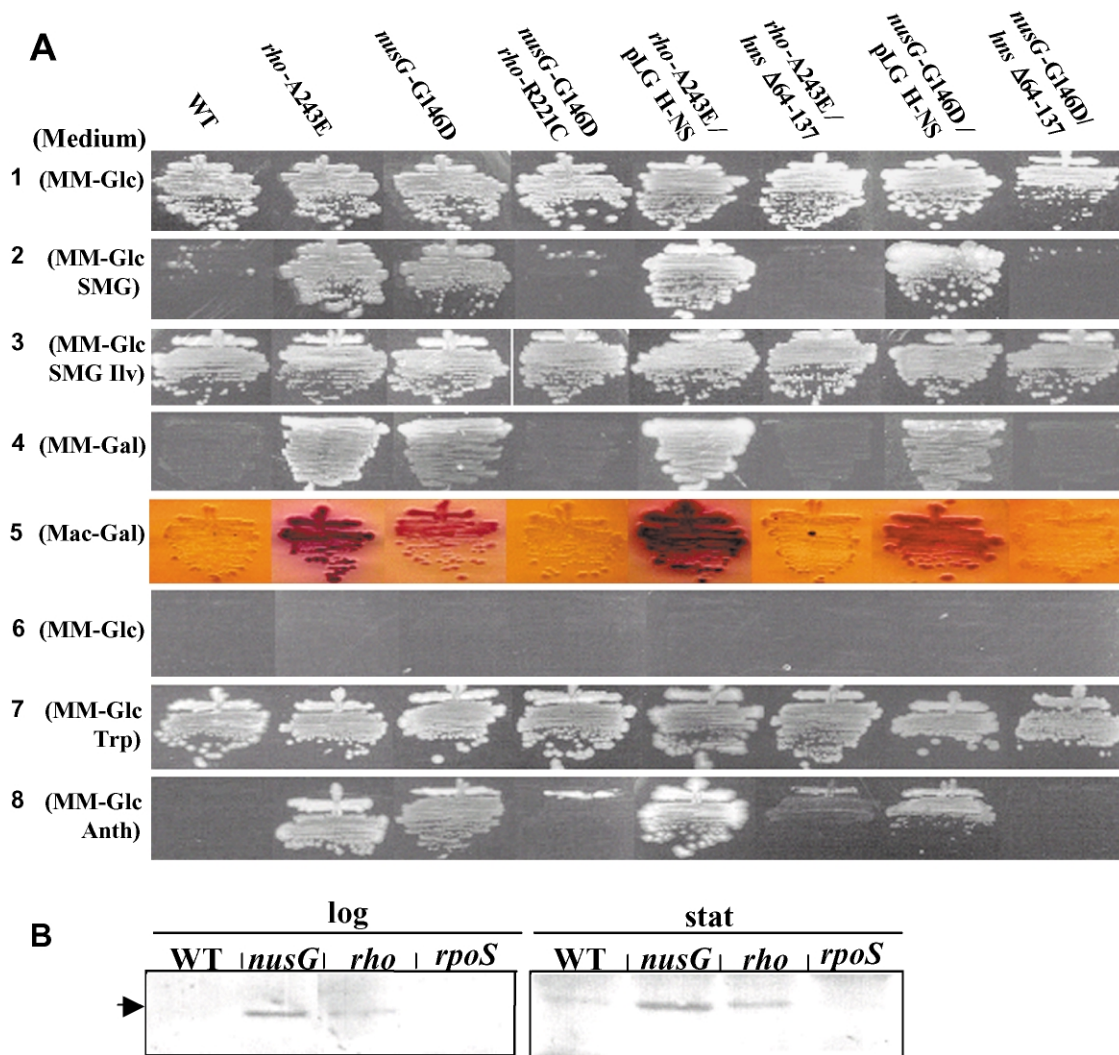 A
WT
rho-A243E
nusG-G146D
nusG-G146D
rho-R221C
rho-A243E/
pLG H-NS
rho-A243E/
hns Δ64-137
nusG-G146D/
pLG H-NS
nusG-G146D/
hns Δ64-137
(Medium)
1 (MM-Glc)
2 (MM-Glc
SMG)
3 (MM-Glc
SMG Ilv)
4 (MM-Gal)
5 (Mac-Gal)
6 (MM-Glc)
7 (MM-Glc
Trp)
8 (MM-Glc
Anth)
B
log stat
WT nusG rho rpoS WT nusG rho rpoS